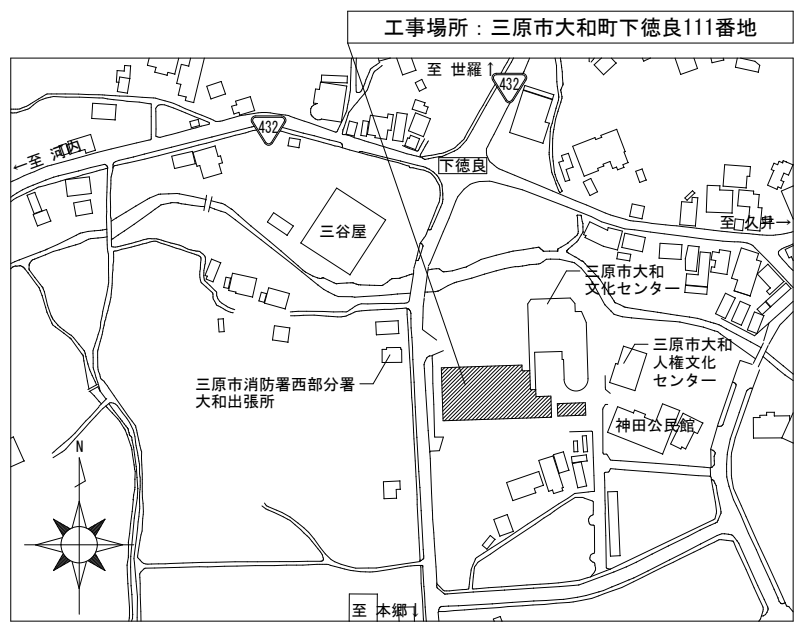 工事場所：三原市大和町下徳良111番地
至 世羅↑
432
432
←至 河内
下徳良
至 久井→
三谷屋
三原市大和
文化センター
三原市大和
人権文化
センター
三原市消防署西部分署
大和出張所
神田公民館
N
至 本郷↓